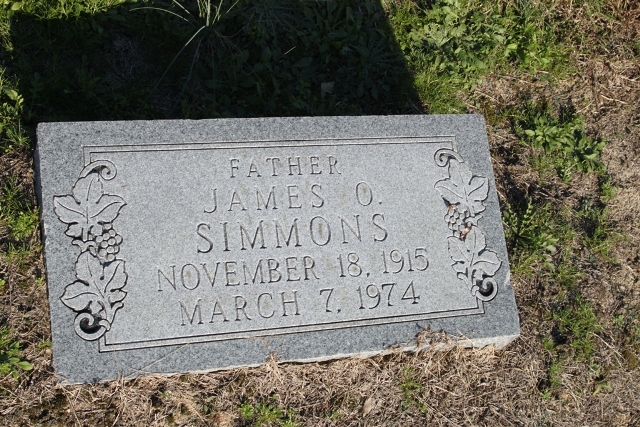 FATHER
JAMES O.
SIMMONS
NOVEMBER 18, 1915
MARCH 7, 1974